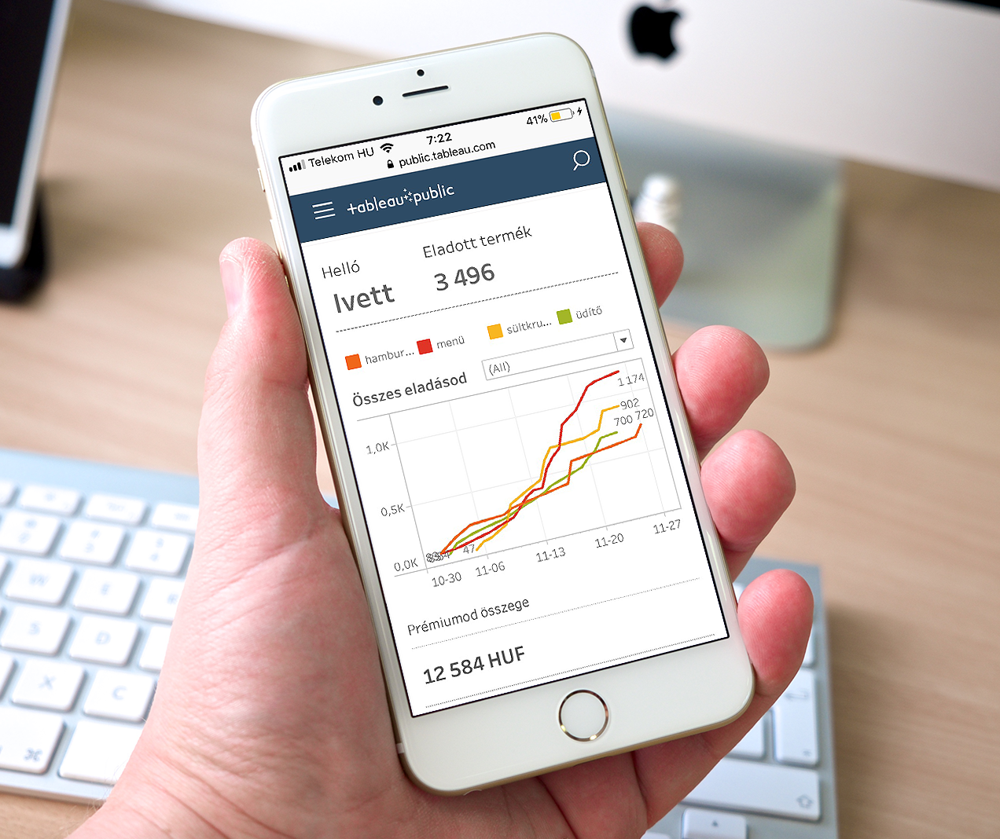 Telekom HU 7:22 41%
public.tableau.com
tableau public
Helló
Eladott termék
Ivett
3 496
hambur... menü sültkru... üdítő
Összes eladásod
(All)
1 174
902
700 720
1,0K
0,5K
0,0K
47
10-30 11-06 11-13 11-20 11-27
Prémiumod összege
12 584 HUF
W E R
S D
X C
⌘